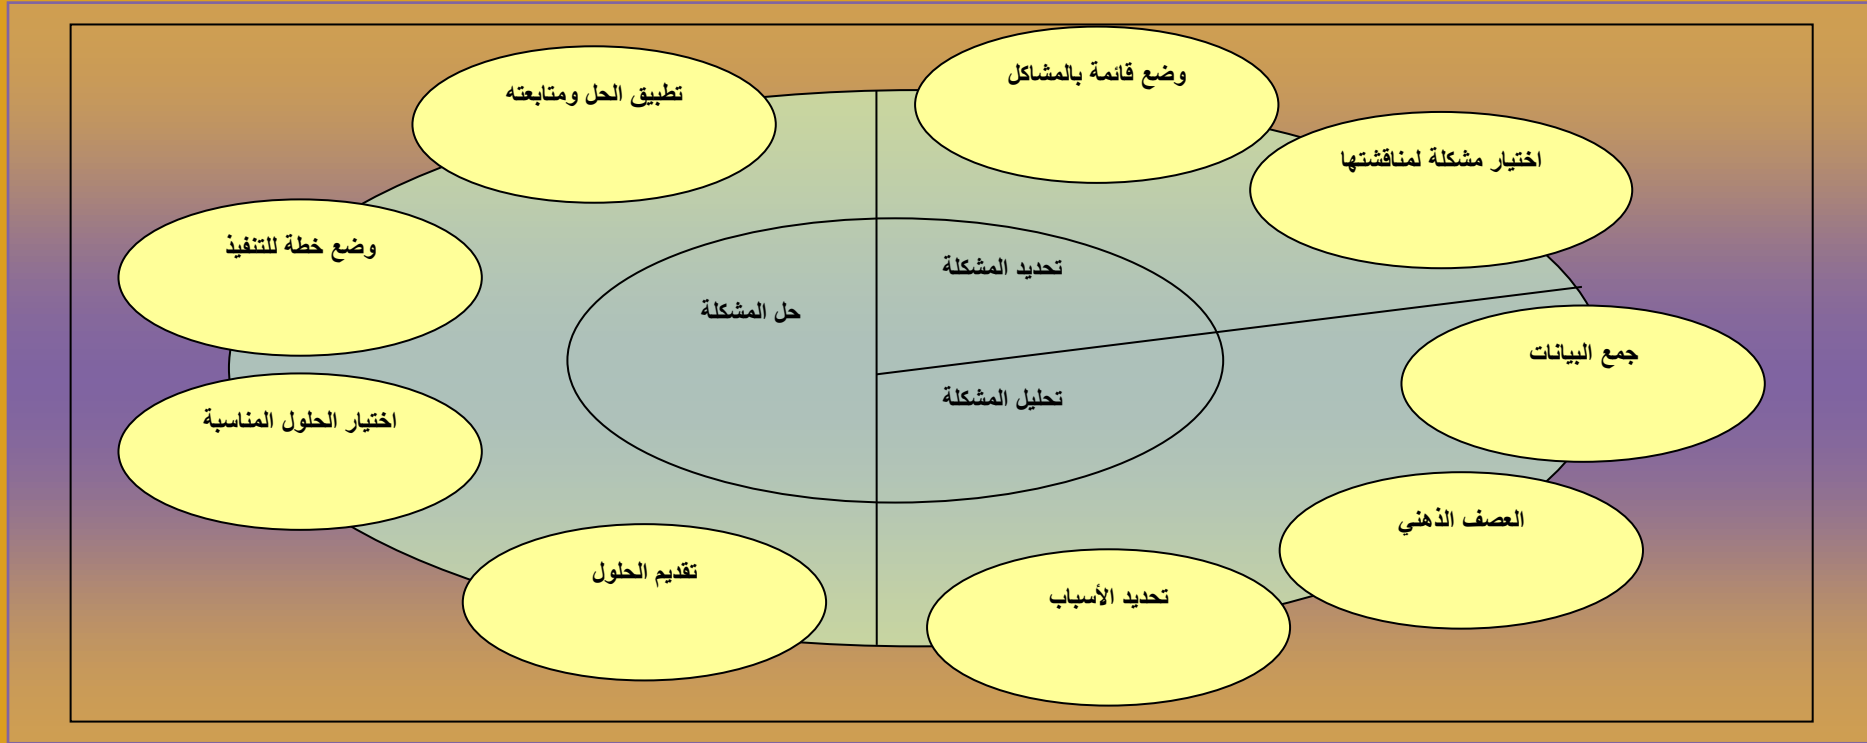 وضع قائمة بالمشاكل
اختيار مشكلة لمناقشتها
جمع البيانات
العصف الذهني
تحديد الأسباب
تقديم الحلول
اختيار الحلول المناسبة
وضع خطة للتنفيذ
تطبيق الحل ومتابعته
تحديد المشكلة
تحليل المشكلة
حل المشكلة